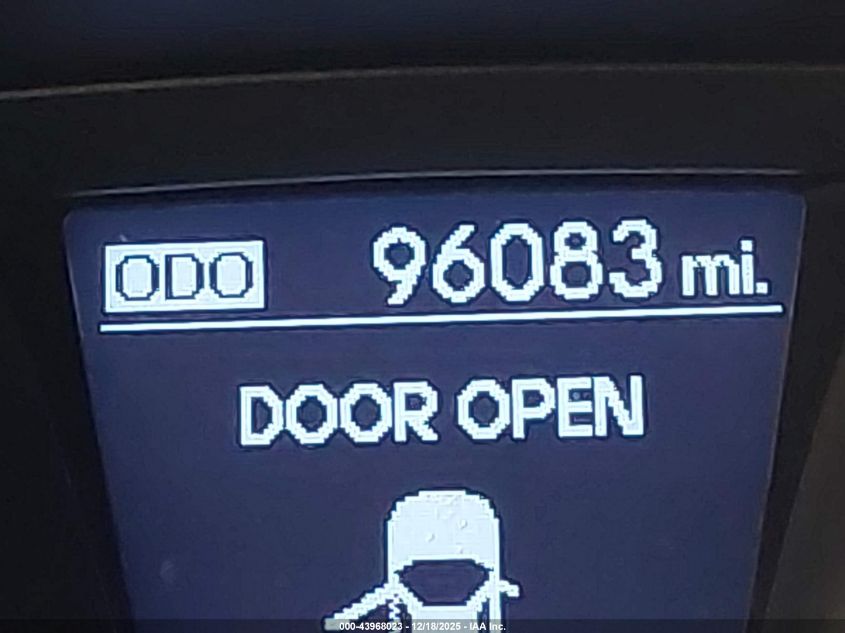 ODO 96083 mi.
DOOR OPEN
000-43968023 - 12/18/2025 - IAA Inc.